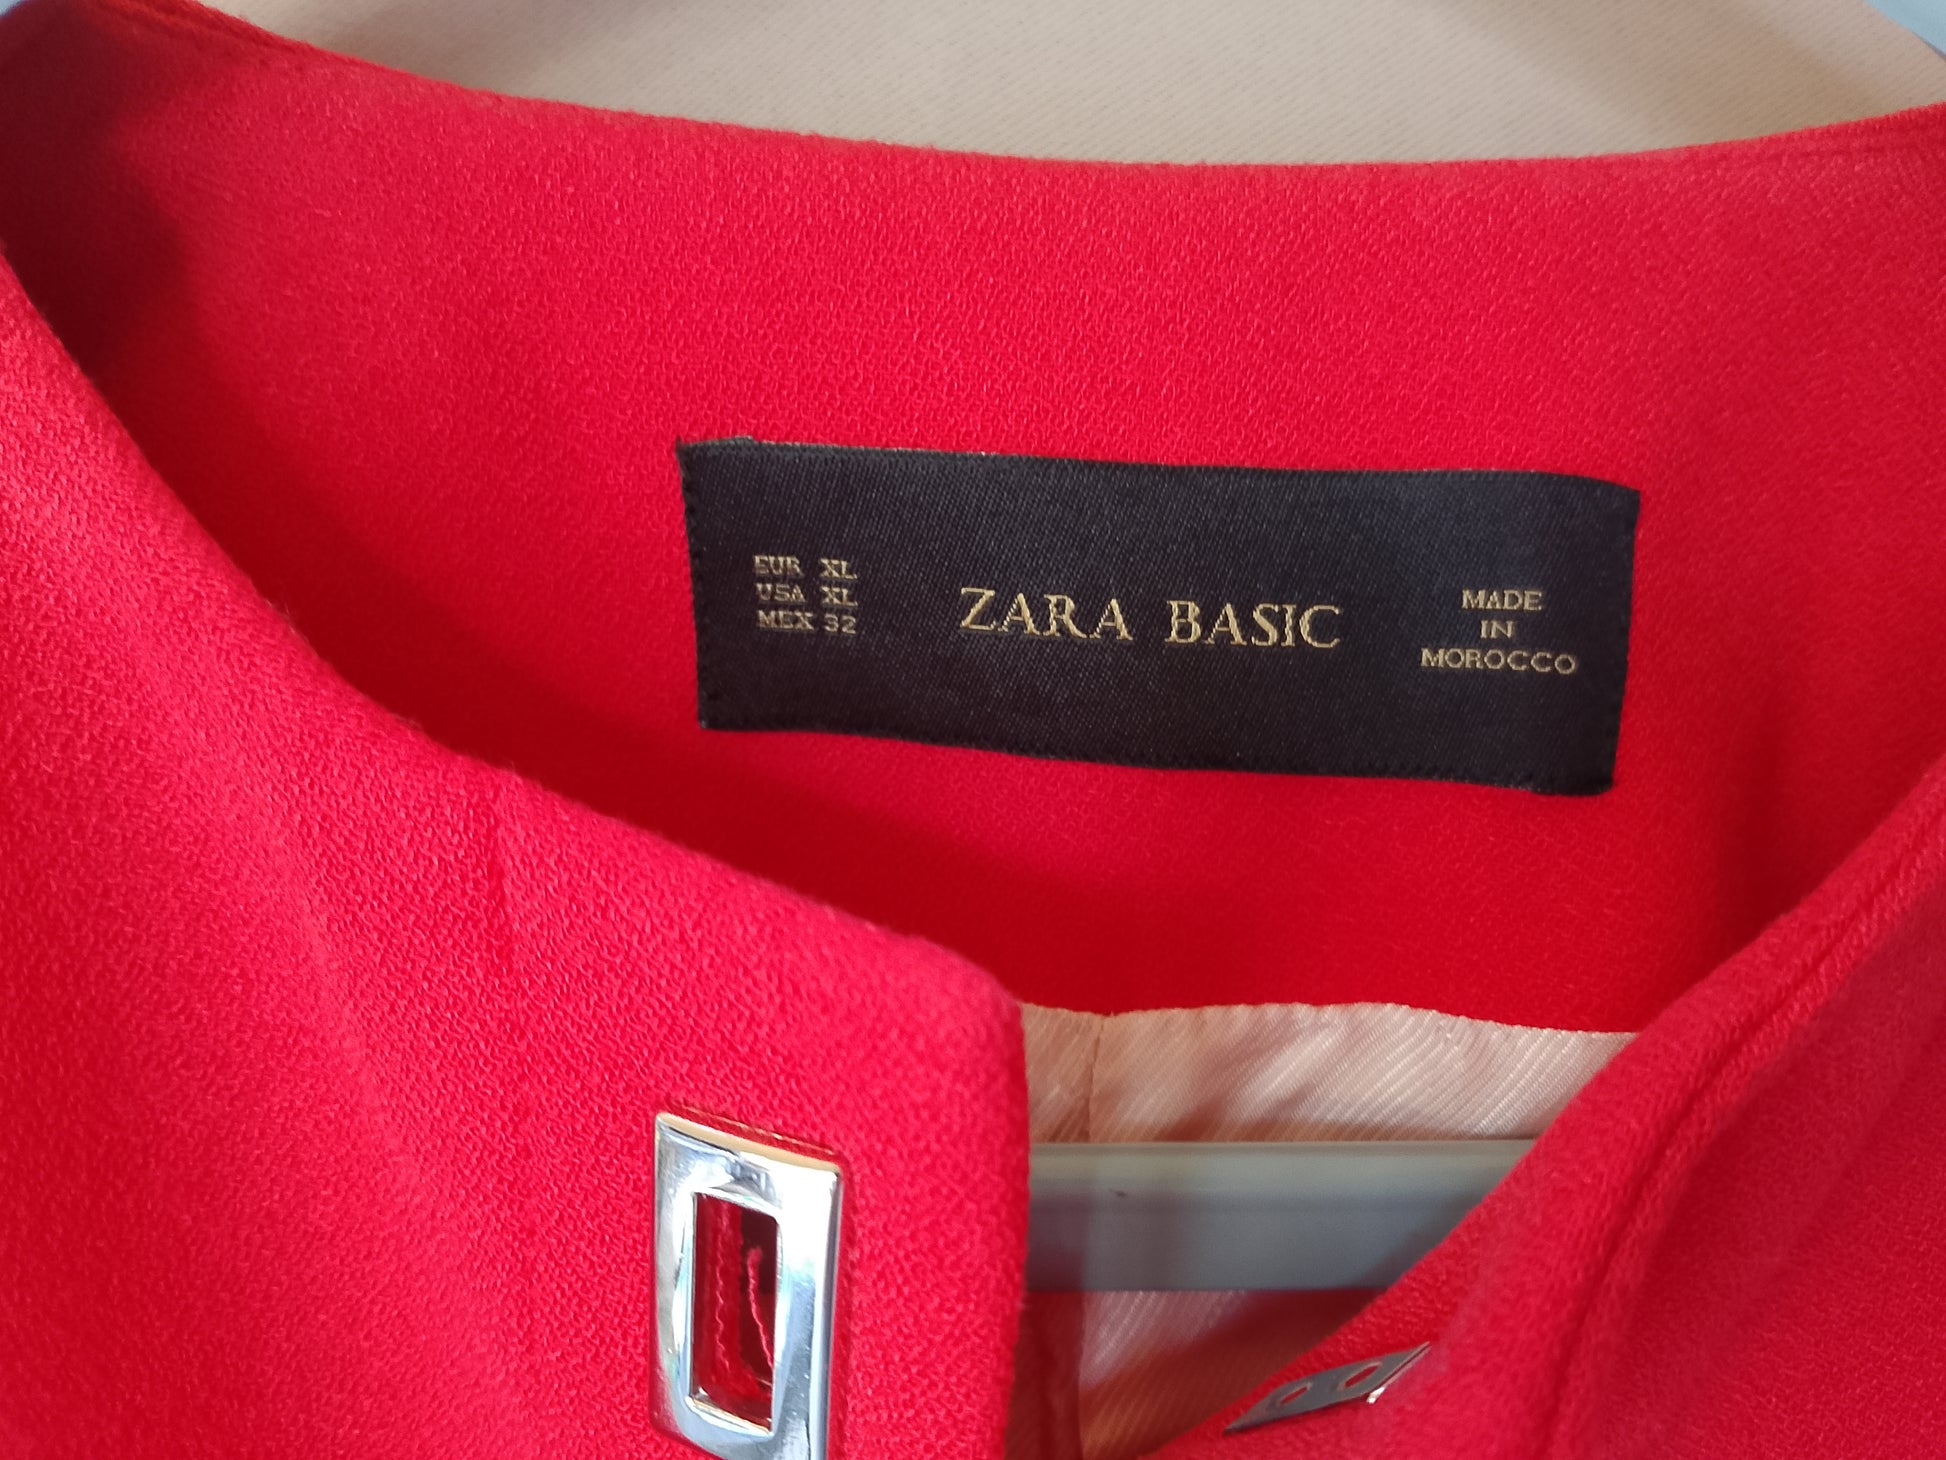 EUR XL
USA XL
MEX 32
ZARA BASIC
MADE
IN
MOROCCO